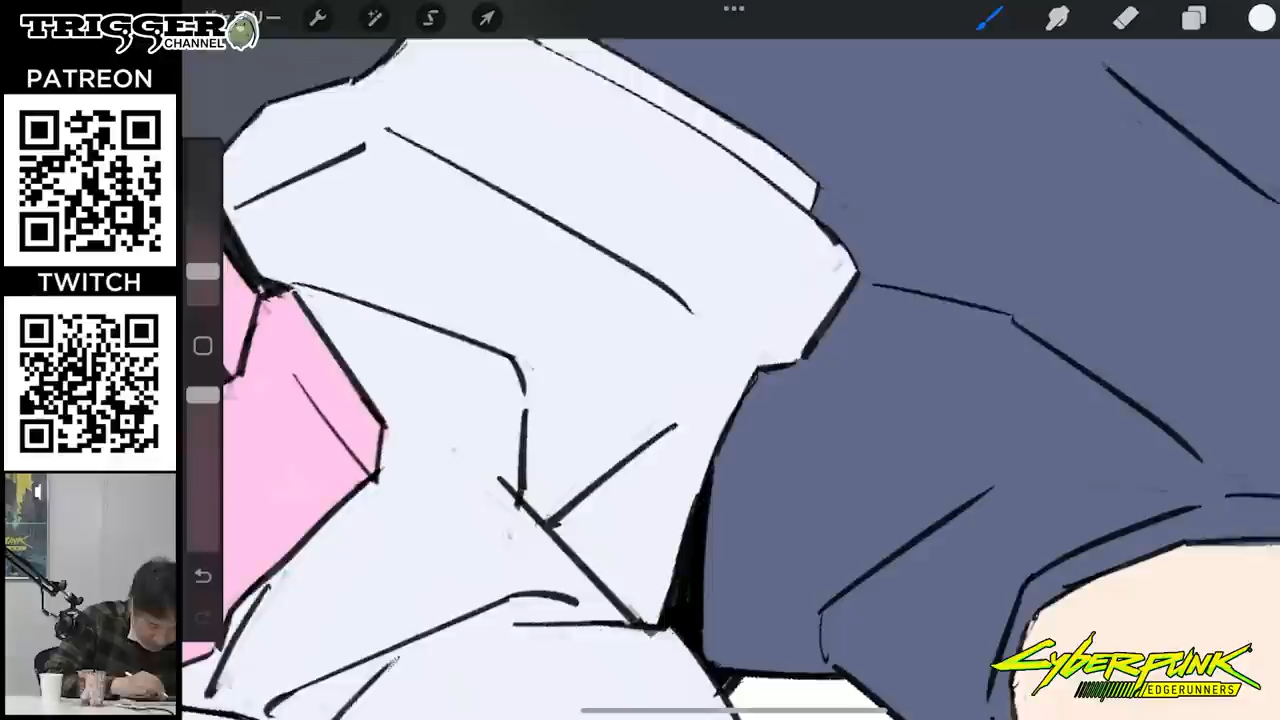 TRIGGER
CHANNEL
PATREON
TWITCH
CYBERPUNK
EDGERUNNERS